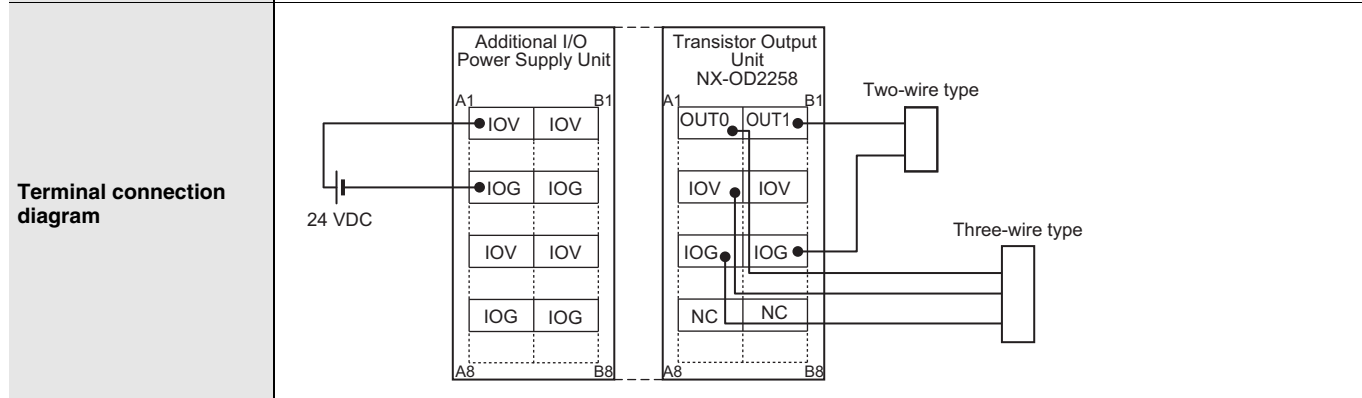 Terminal connection
diagram
Additional I/O
Power Supply Unit
A1 B1
IOV IOV
IOG IOG
IOV IOV
IOG IOG
A8 B8
24 VDC
Transistor Output
Unit
NX-OD2258
A1 B1
OUT0 OUT1
IOV IOV
IOG IOG
NC NC
A8 B8
Two-wire type
Three-wire type